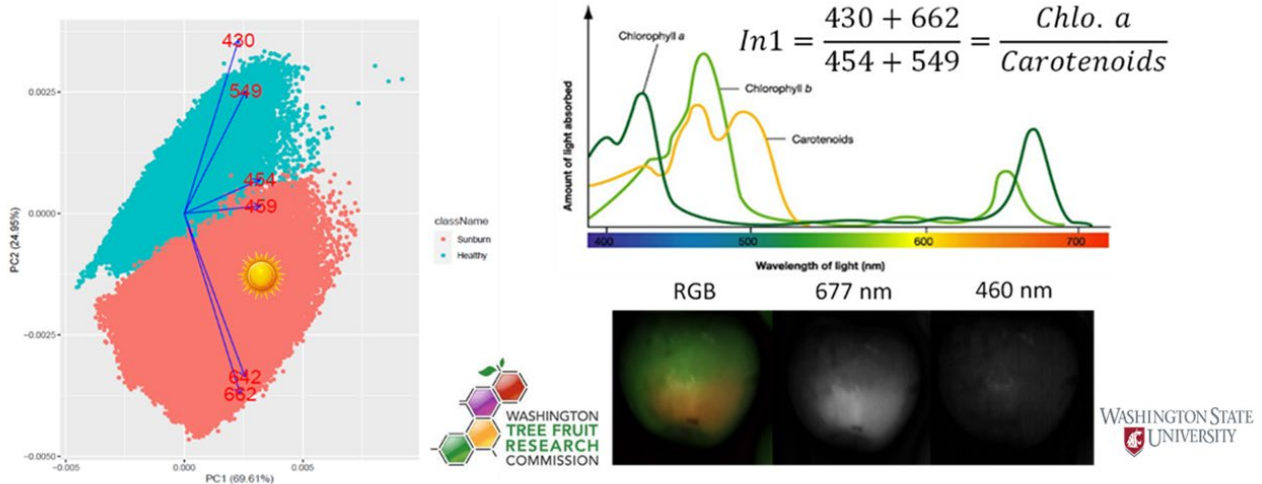 430
549
454
469
642
662
0.0025
0.0000
−0.0025
−0.0050
−0.005
0.000
0.005
PC2 (24.95%)
PC1 (69.61%)
className
Sunburn
Healthy
In1 = 430 + 662 / 454 + 549 = Chlo. a / Carotenoids
Chlorophyll a
Chlorophyll b
Carotenoids
Amount of light absorbed
400
500
600
700
Wavelength of light (nm)
RGB
677 nm
460 nm
WASHINGTON
TREE FRUIT
RESEARCH
COMMISSION
WASHINGTON STATE
UNIVERSITY